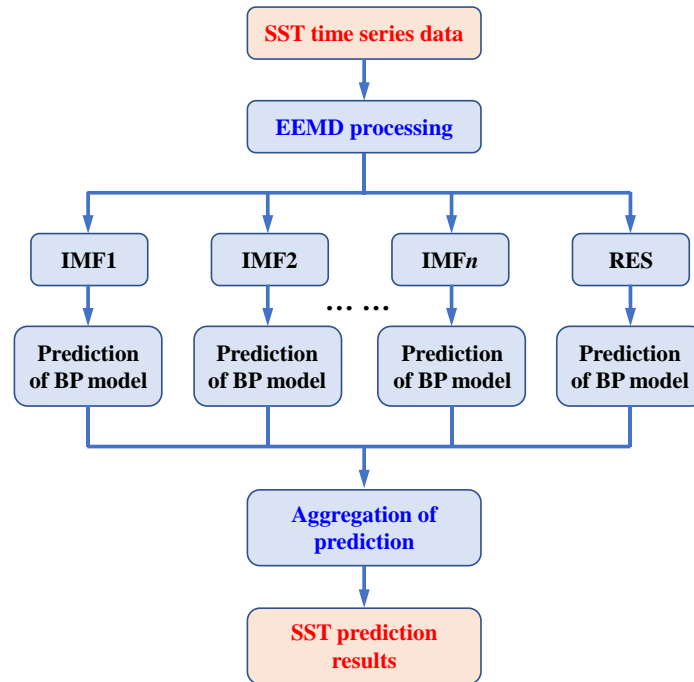 SST time series data
EEMD processing
IMF1 IMF2 IMFn RES
... ...
Prediction Prediction Prediction Prediction
of BP model of BP model of BP model of BP model
Aggregation of
prediction
SST prediction
results